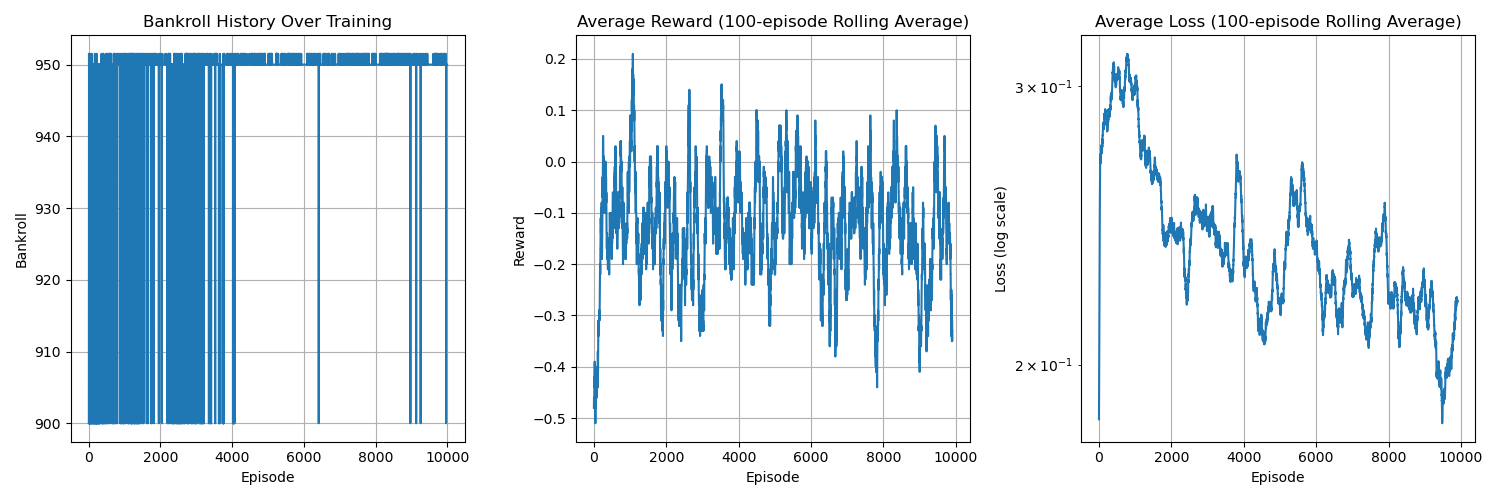 Bankroll History Over Training
950
940
930
920
910
900
Bankroll
0 2000 4000 6000 8000 10000
Episode
Average Reward (100-episode Rolling Average)
0.2
0.1
0.0
−0.1
−0.2
−0.3
−0.4
−0.5
Reward
0 2000 4000 6000 8000 10000
Episode
Average Loss (100-episode Rolling Average)
3 × 10⁻¹
2 × 10⁻¹
Loss (log scale)
0 2000 4000 6000 8000 10000
Episode